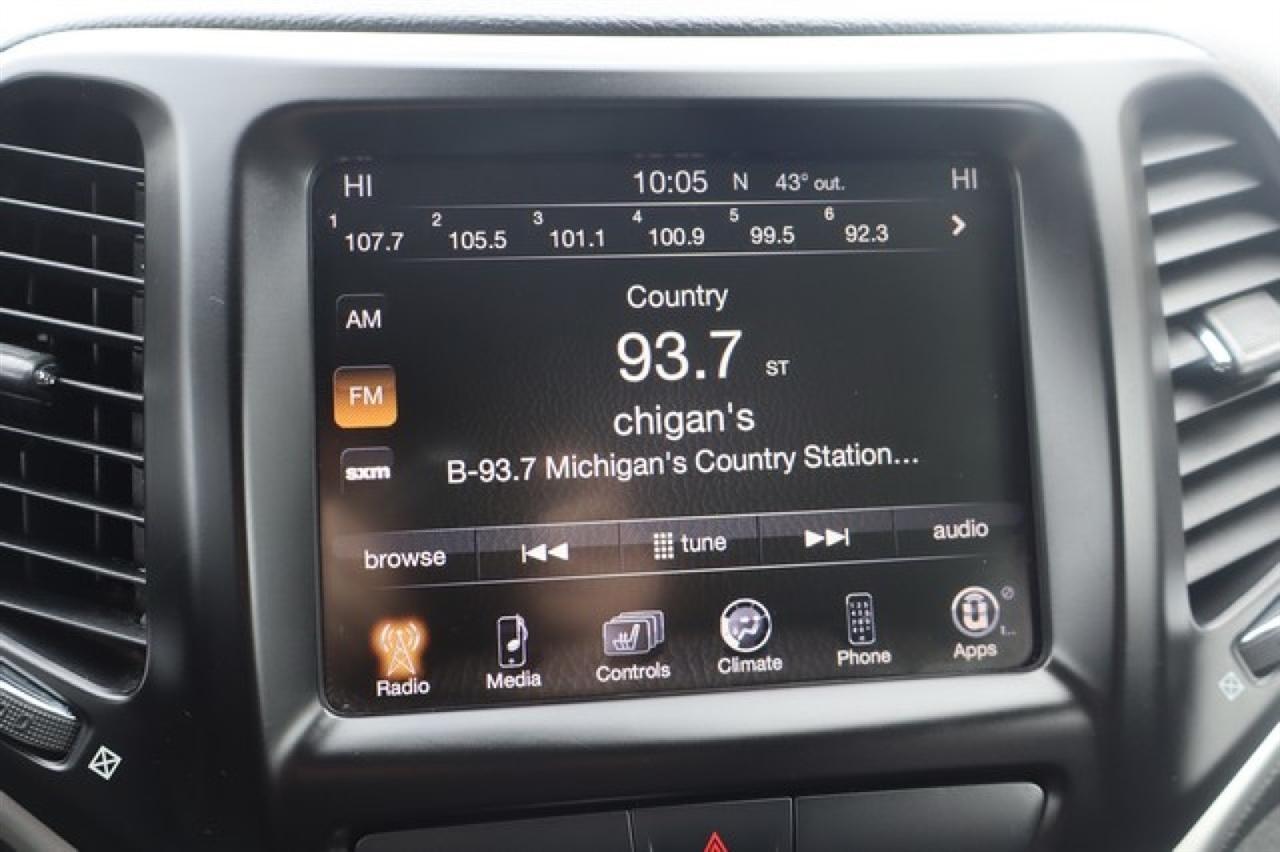 HI 10:05 N 43° out. HI
1 107.7 2 105.5 3 101.1 4 100.9 5 99.5 6 92.3
Country
AM
93.7 ST
FM
chigan's
sxm
B-93.7 Michigan's Country Station...
browse tune audio
Radio Media Controls Climate Phone Apps